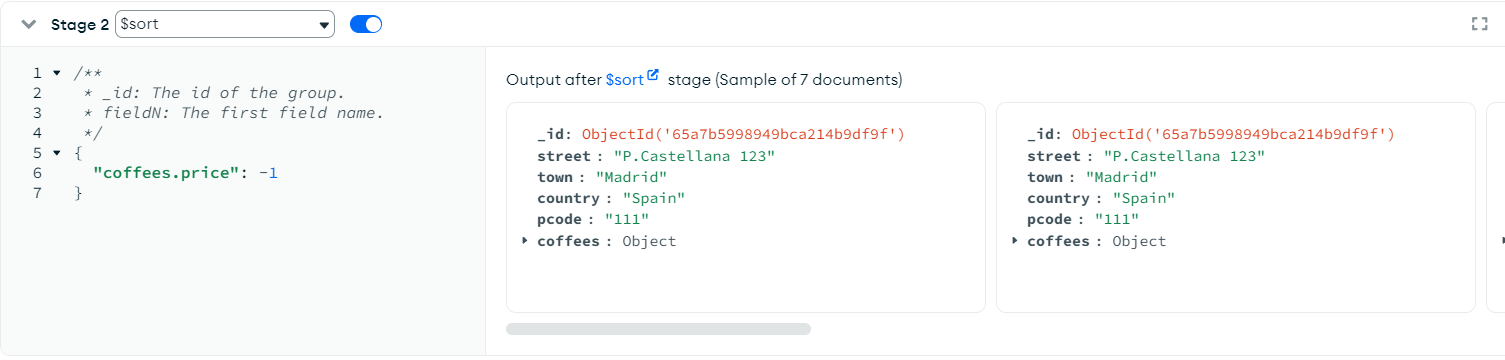 Stage 2 $sort
1 /**
2 * _id: The id of the group.
3 * fieldN: The first field name.
4 */
5 {
6 "coffees.price": -1
7 }
Output after $sort stage (Sample of 7 documents)
_id: ObjectId('65a7b5998949bca214b9df9f')
street : "P.Castellana 123"
town : "Madrid"
country : "Spain"
pcode : "111"
coffees : Object
_id: ObjectId('65a7b5998949bca214b9df9f')
street : "P.Castellana 123"
town : "Madrid"
country : "Spain"
pcode : "111"
coffees : Object